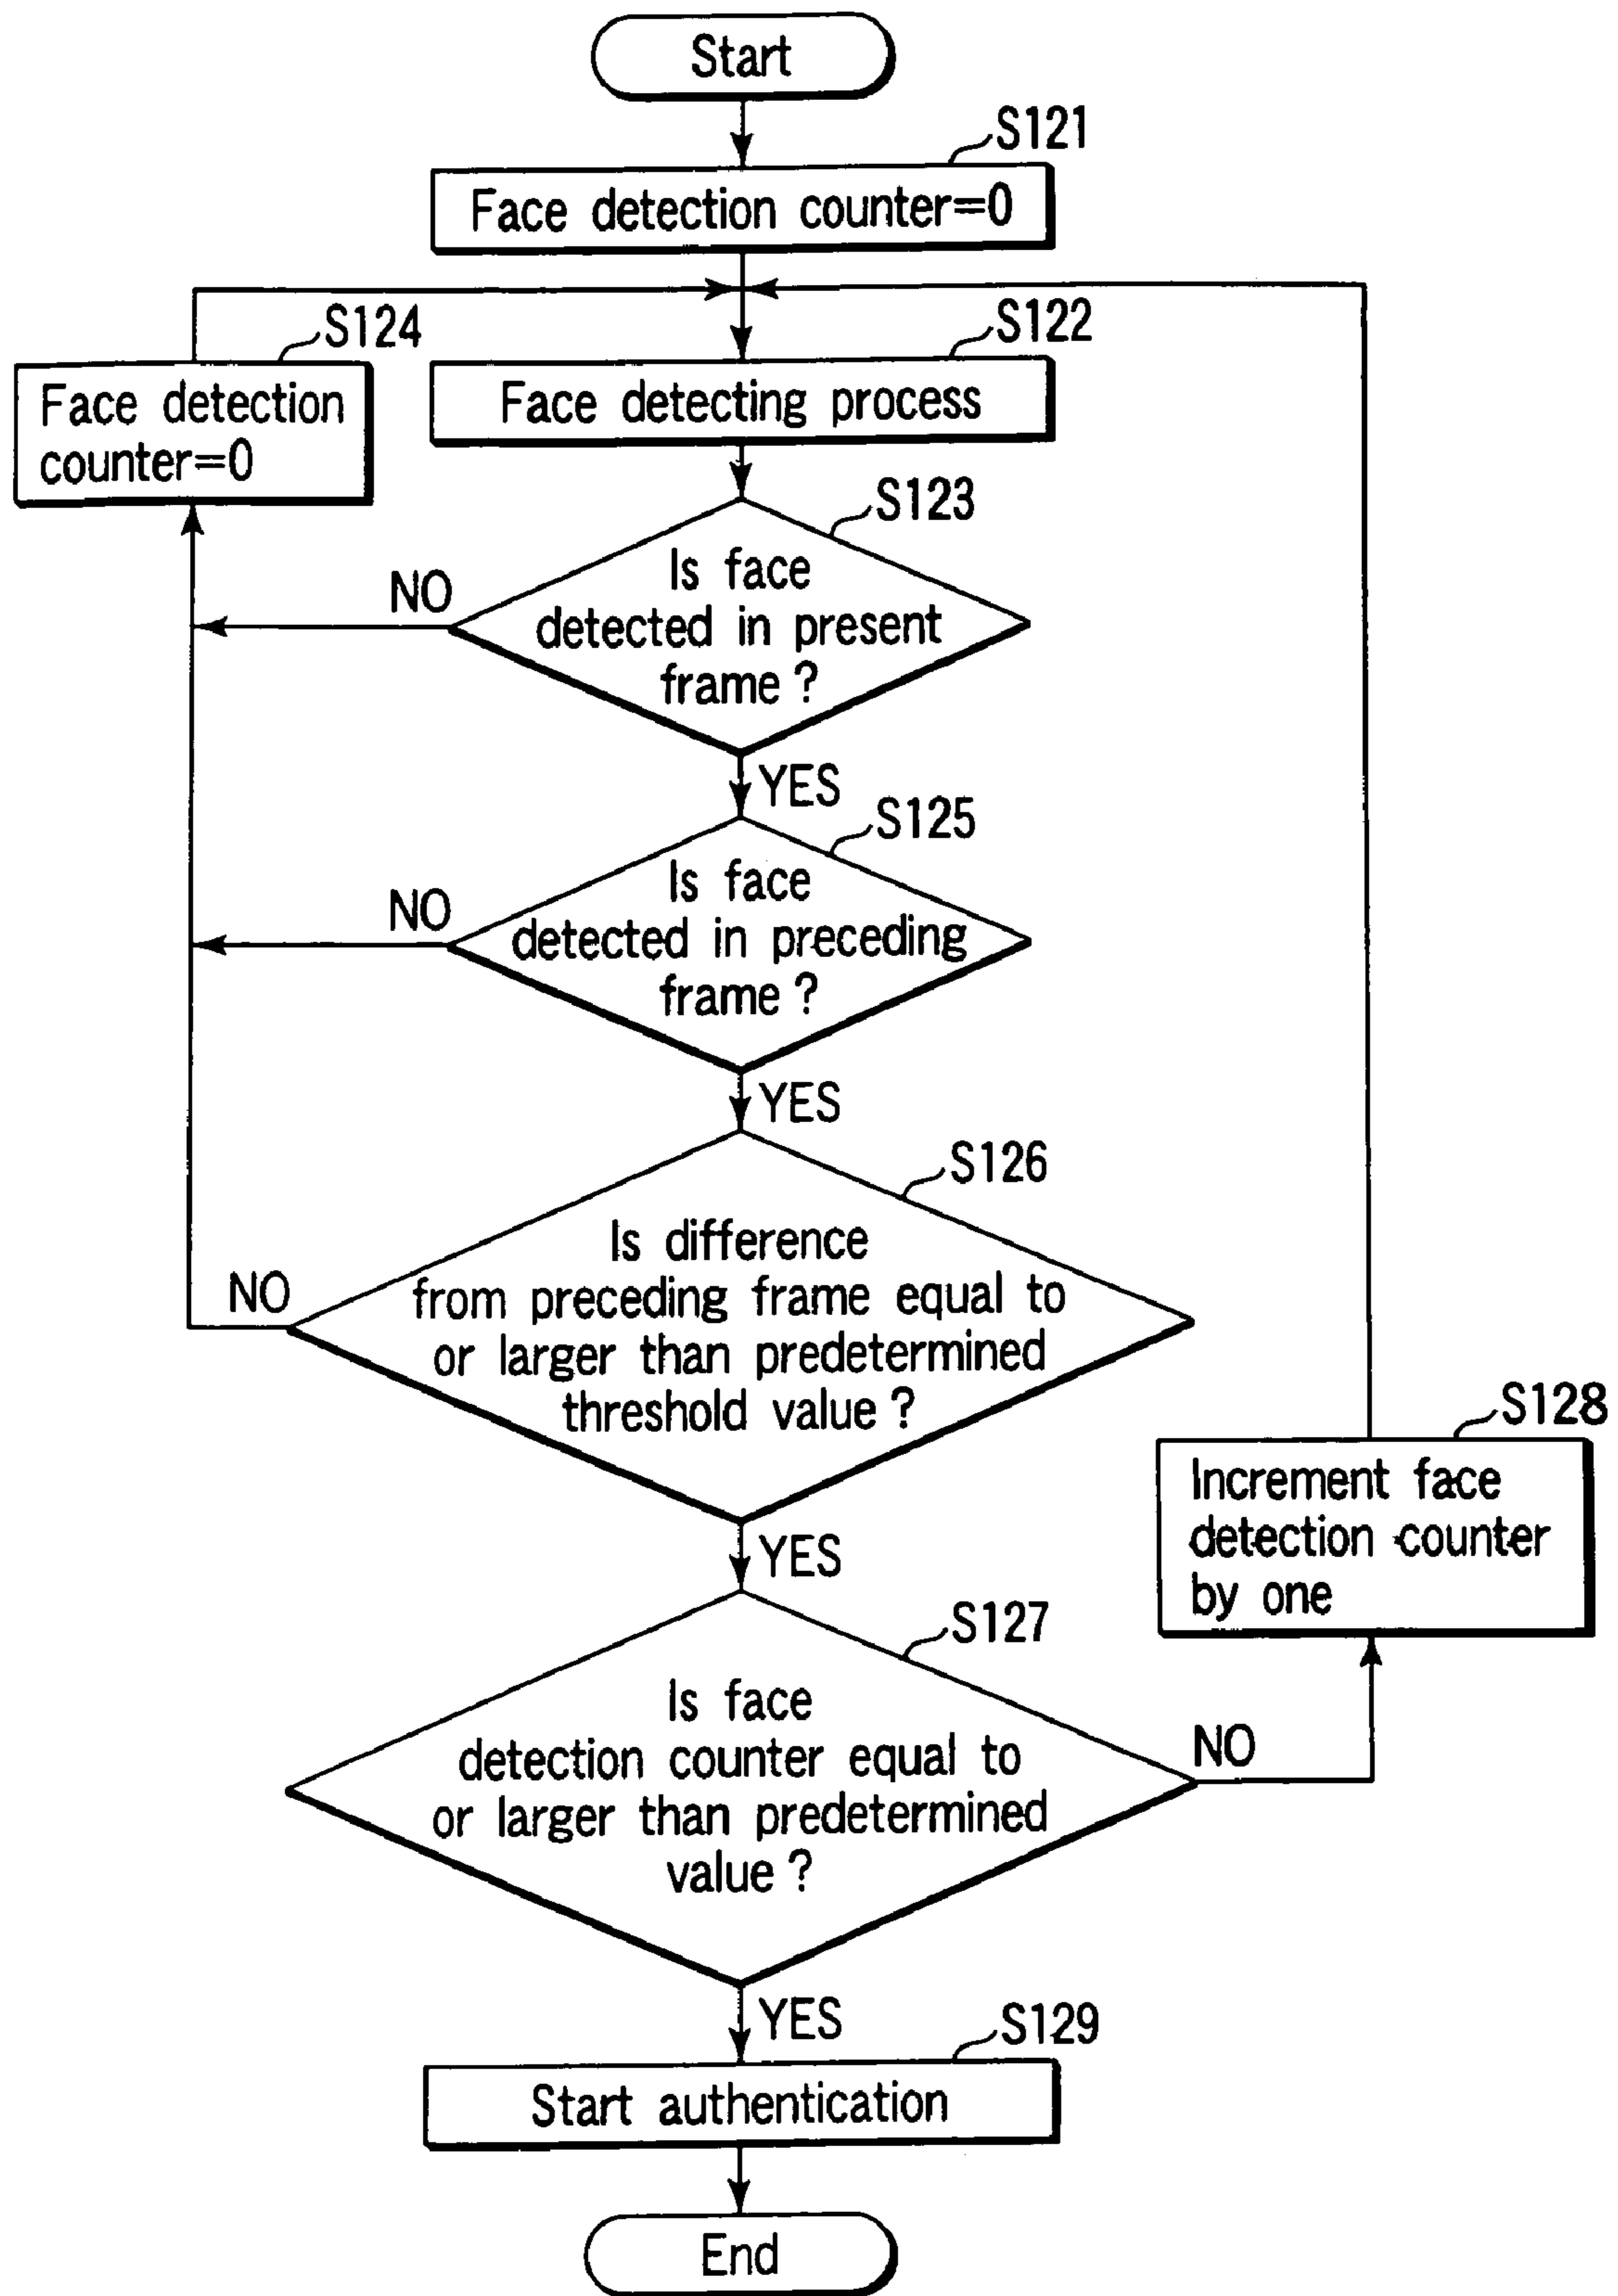 Start
S121
Face detection counter=0
S124
Face detection
counter=0
S122
Face detecting process
S123
Is face
detected in present
frame ?
NO
YES
S125
Is face
detected in preceding
frame ?
NO
YES
S126
Is difference
from preceding frame equal to
or larger than predetermined
threshold value ?
NO
YES
S128
Increment face
detection counter
by one
S127
Is face
detection counter equal to
or larger than predetermined
value ?
NO
YES
S129
Start authentication
End